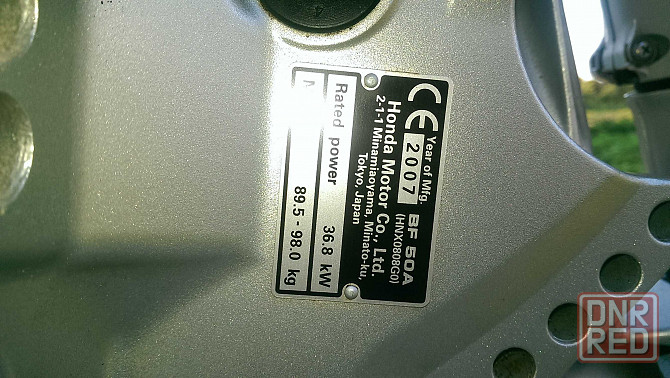 CE
Year of Mfg.
2007
BF 50A
(HNX0808G0)
Honda Motor Co., Ltd.
2-1-1 Minamiaoyama, Minato-ku,
Tokyo, Japan
Rated power 36.8 kW
89.5 - 98.0 kg
DNR
RED